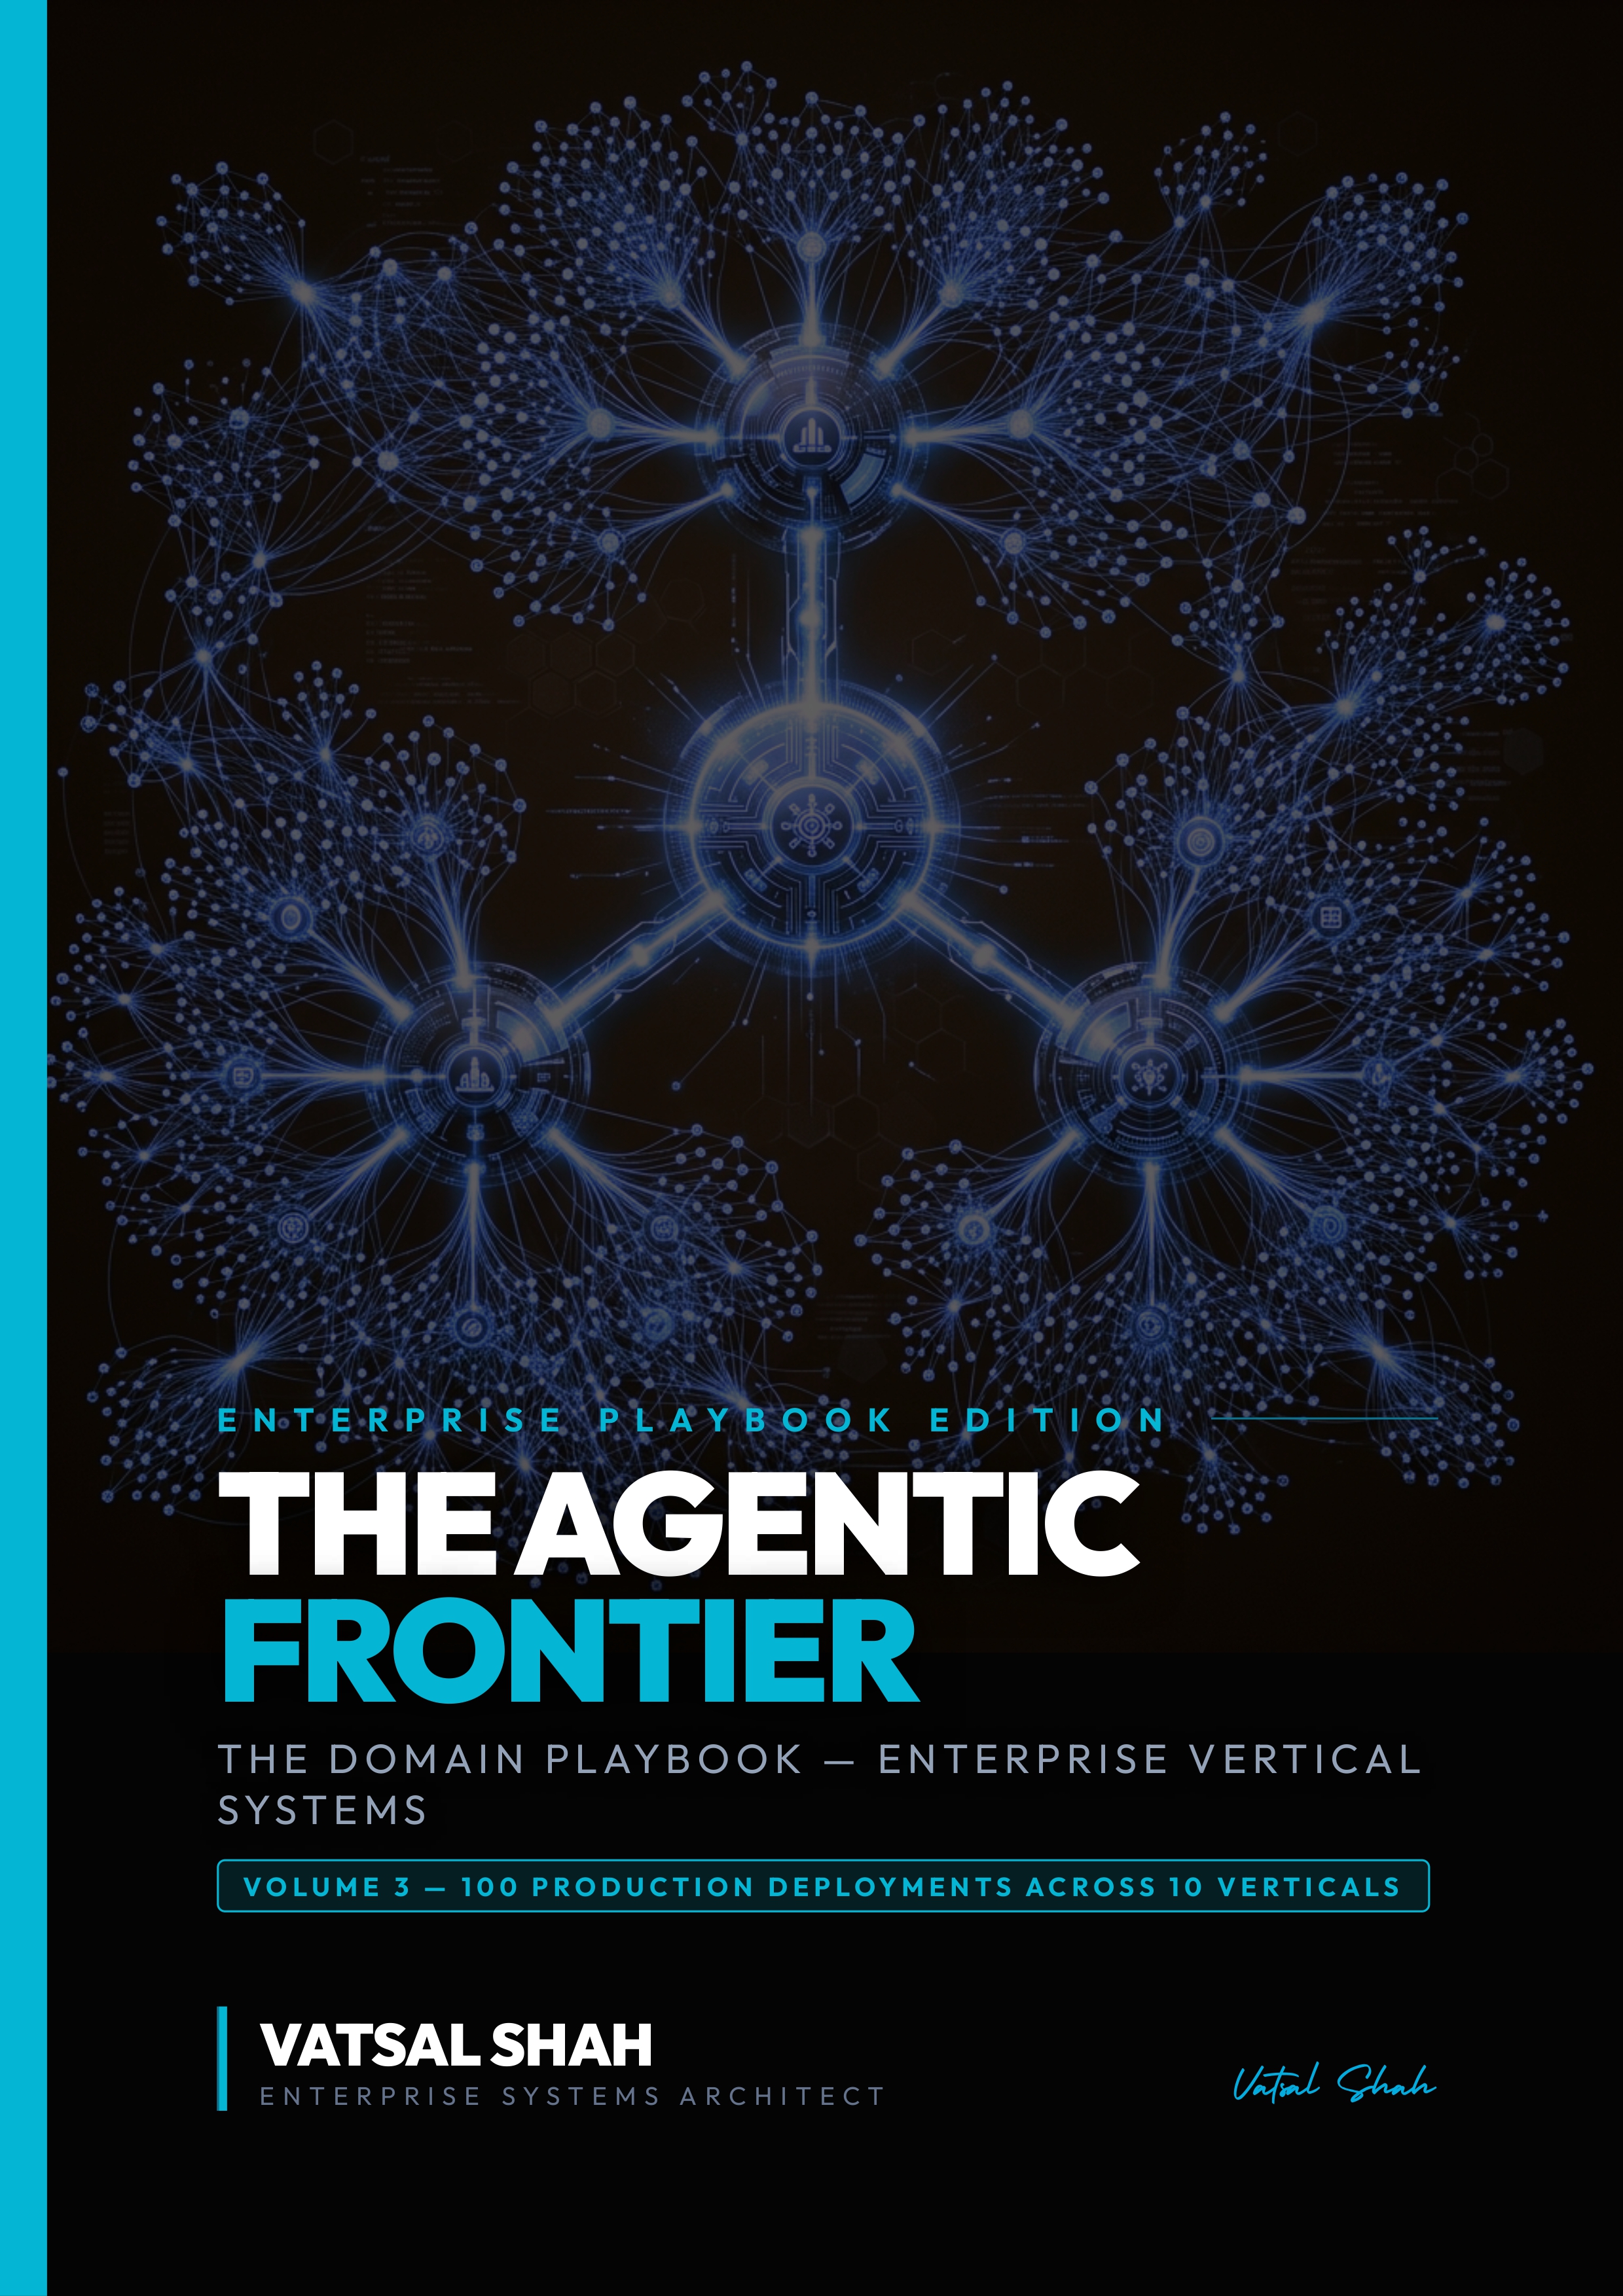 ENTERPRISE PLAYBOOK EDITION
THE AGENTIC
FRONTIER
THE DOMAIN PLAYBOOK — ENTERPRISE VERTICAL
SYSTEMS
VOLUME 3 — 100 PRODUCTION DEPLOYMENTS ACROSS 10 VERTICALS
VATSAL SHAH
ENTERPRISE SYSTEMS ARCHITECT
Vatsal Shah